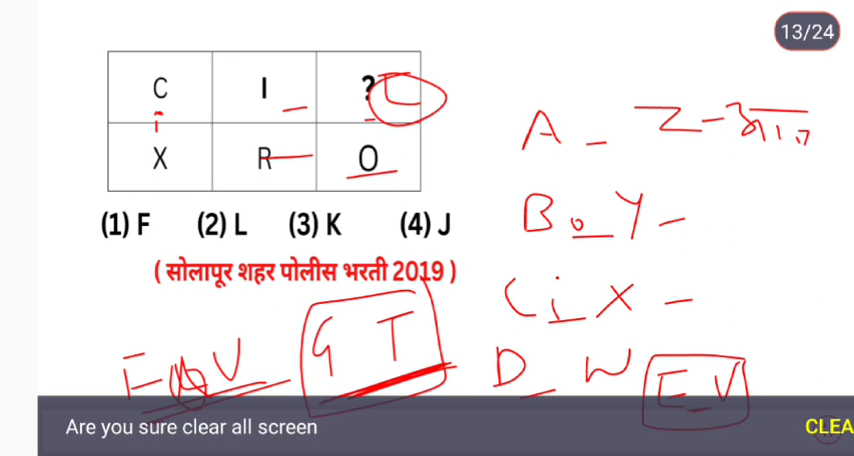 13/24
C I ?
X R O
(1) F (2) L (3) K (4) J
( सोलापूर शहर पोलीस भरती 2019 )
A - Z -
B o Y -
C i X -
D - W
E - V
G T
Are you sure clear all screen
CLEA